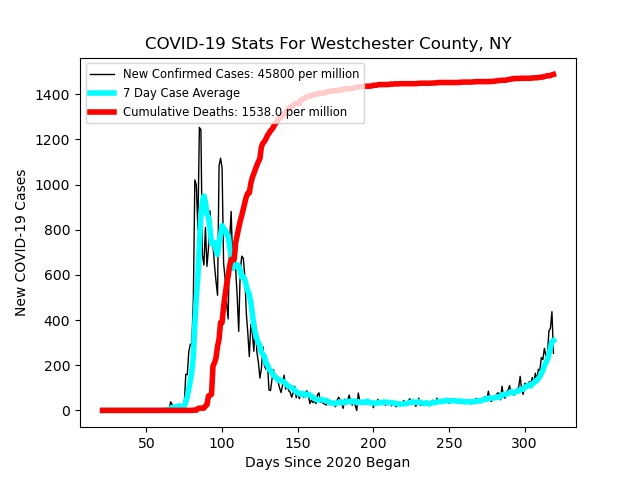 COVID-19 Stats For Westchester County, NY
New Confirmed Cases: 45800 per million
7 Day Case Average
Cumulative Deaths: 1538.0 per million
1400
1200
1000
800
600
400
200
0
New COVID-19 Cases
50 100 150 200 250 300
Days Since 2020 Began